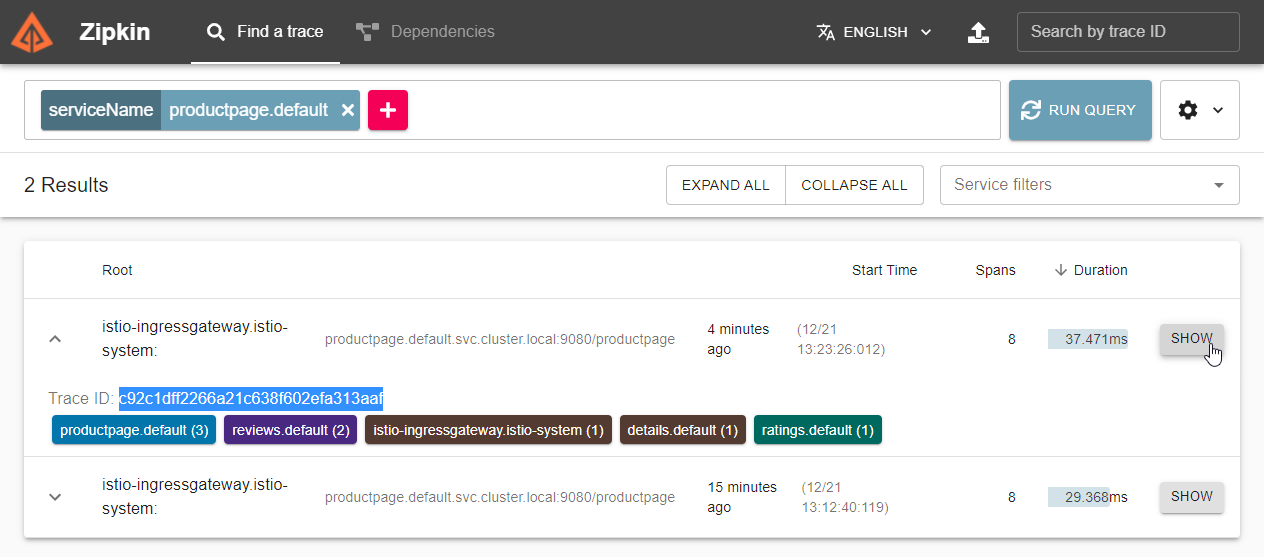 Zipkin
Find a trace
Dependencies
ENGLISH
Search by trace ID
serviceName productpage.default
RUN QUERY
2 Results
EXPAND ALL
COLLAPSE ALL
Service filters
Root
Start Time
Spans
Duration
istio-ingressgateway.istio-
system:
productpage.default.svc.cluster.local:9080/productpage
4 minutes
ago
(12/21
13:23:26:012)
8
37.471ms
SHOW
Trace ID: c92c1dff2266a21c638f602efa313aaf
productpage.default (3) reviews.default (2) istio-ingressgateway.istio-system (1) details.default (1) ratings.default (1)
istio-ingressgateway.istio-
system:
productpage.default.svc.cluster.local:9080/productpage
15 minutes
ago
(12/21
13:12:40:119)
8
29.368ms
SHOW